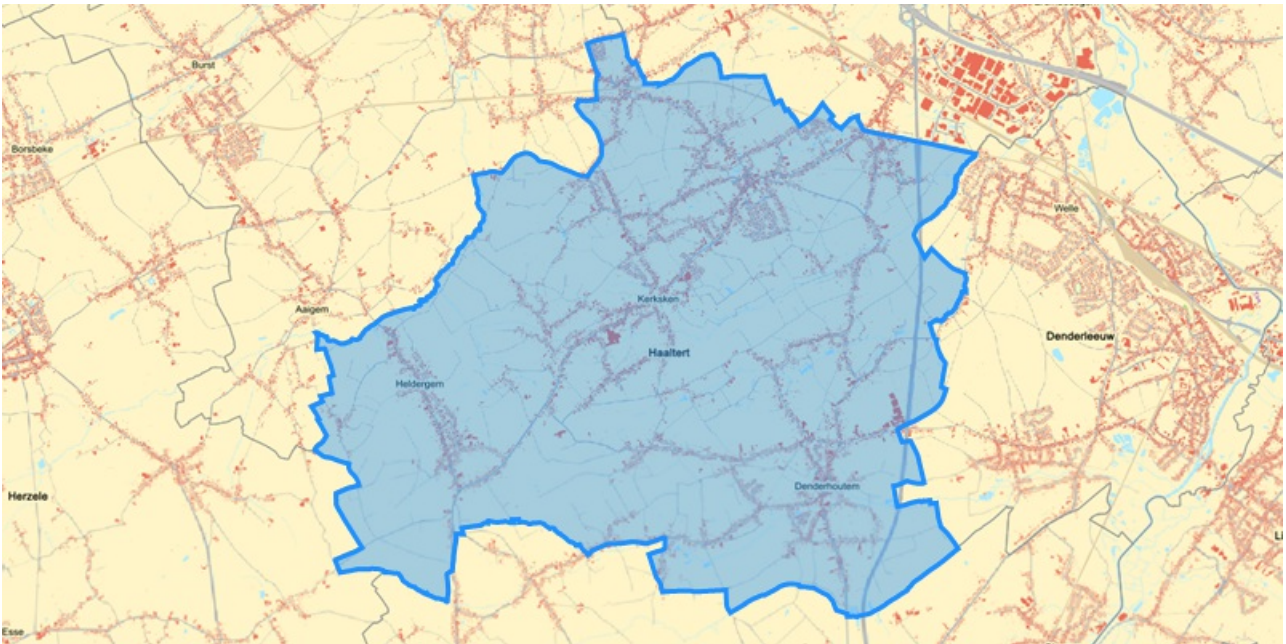 Burst
Borsbeke
Welle
Kerksken
Aaigem
Denderleeuw
Haaltert
Heldergem
Denderhoutem
Herzele
Esse